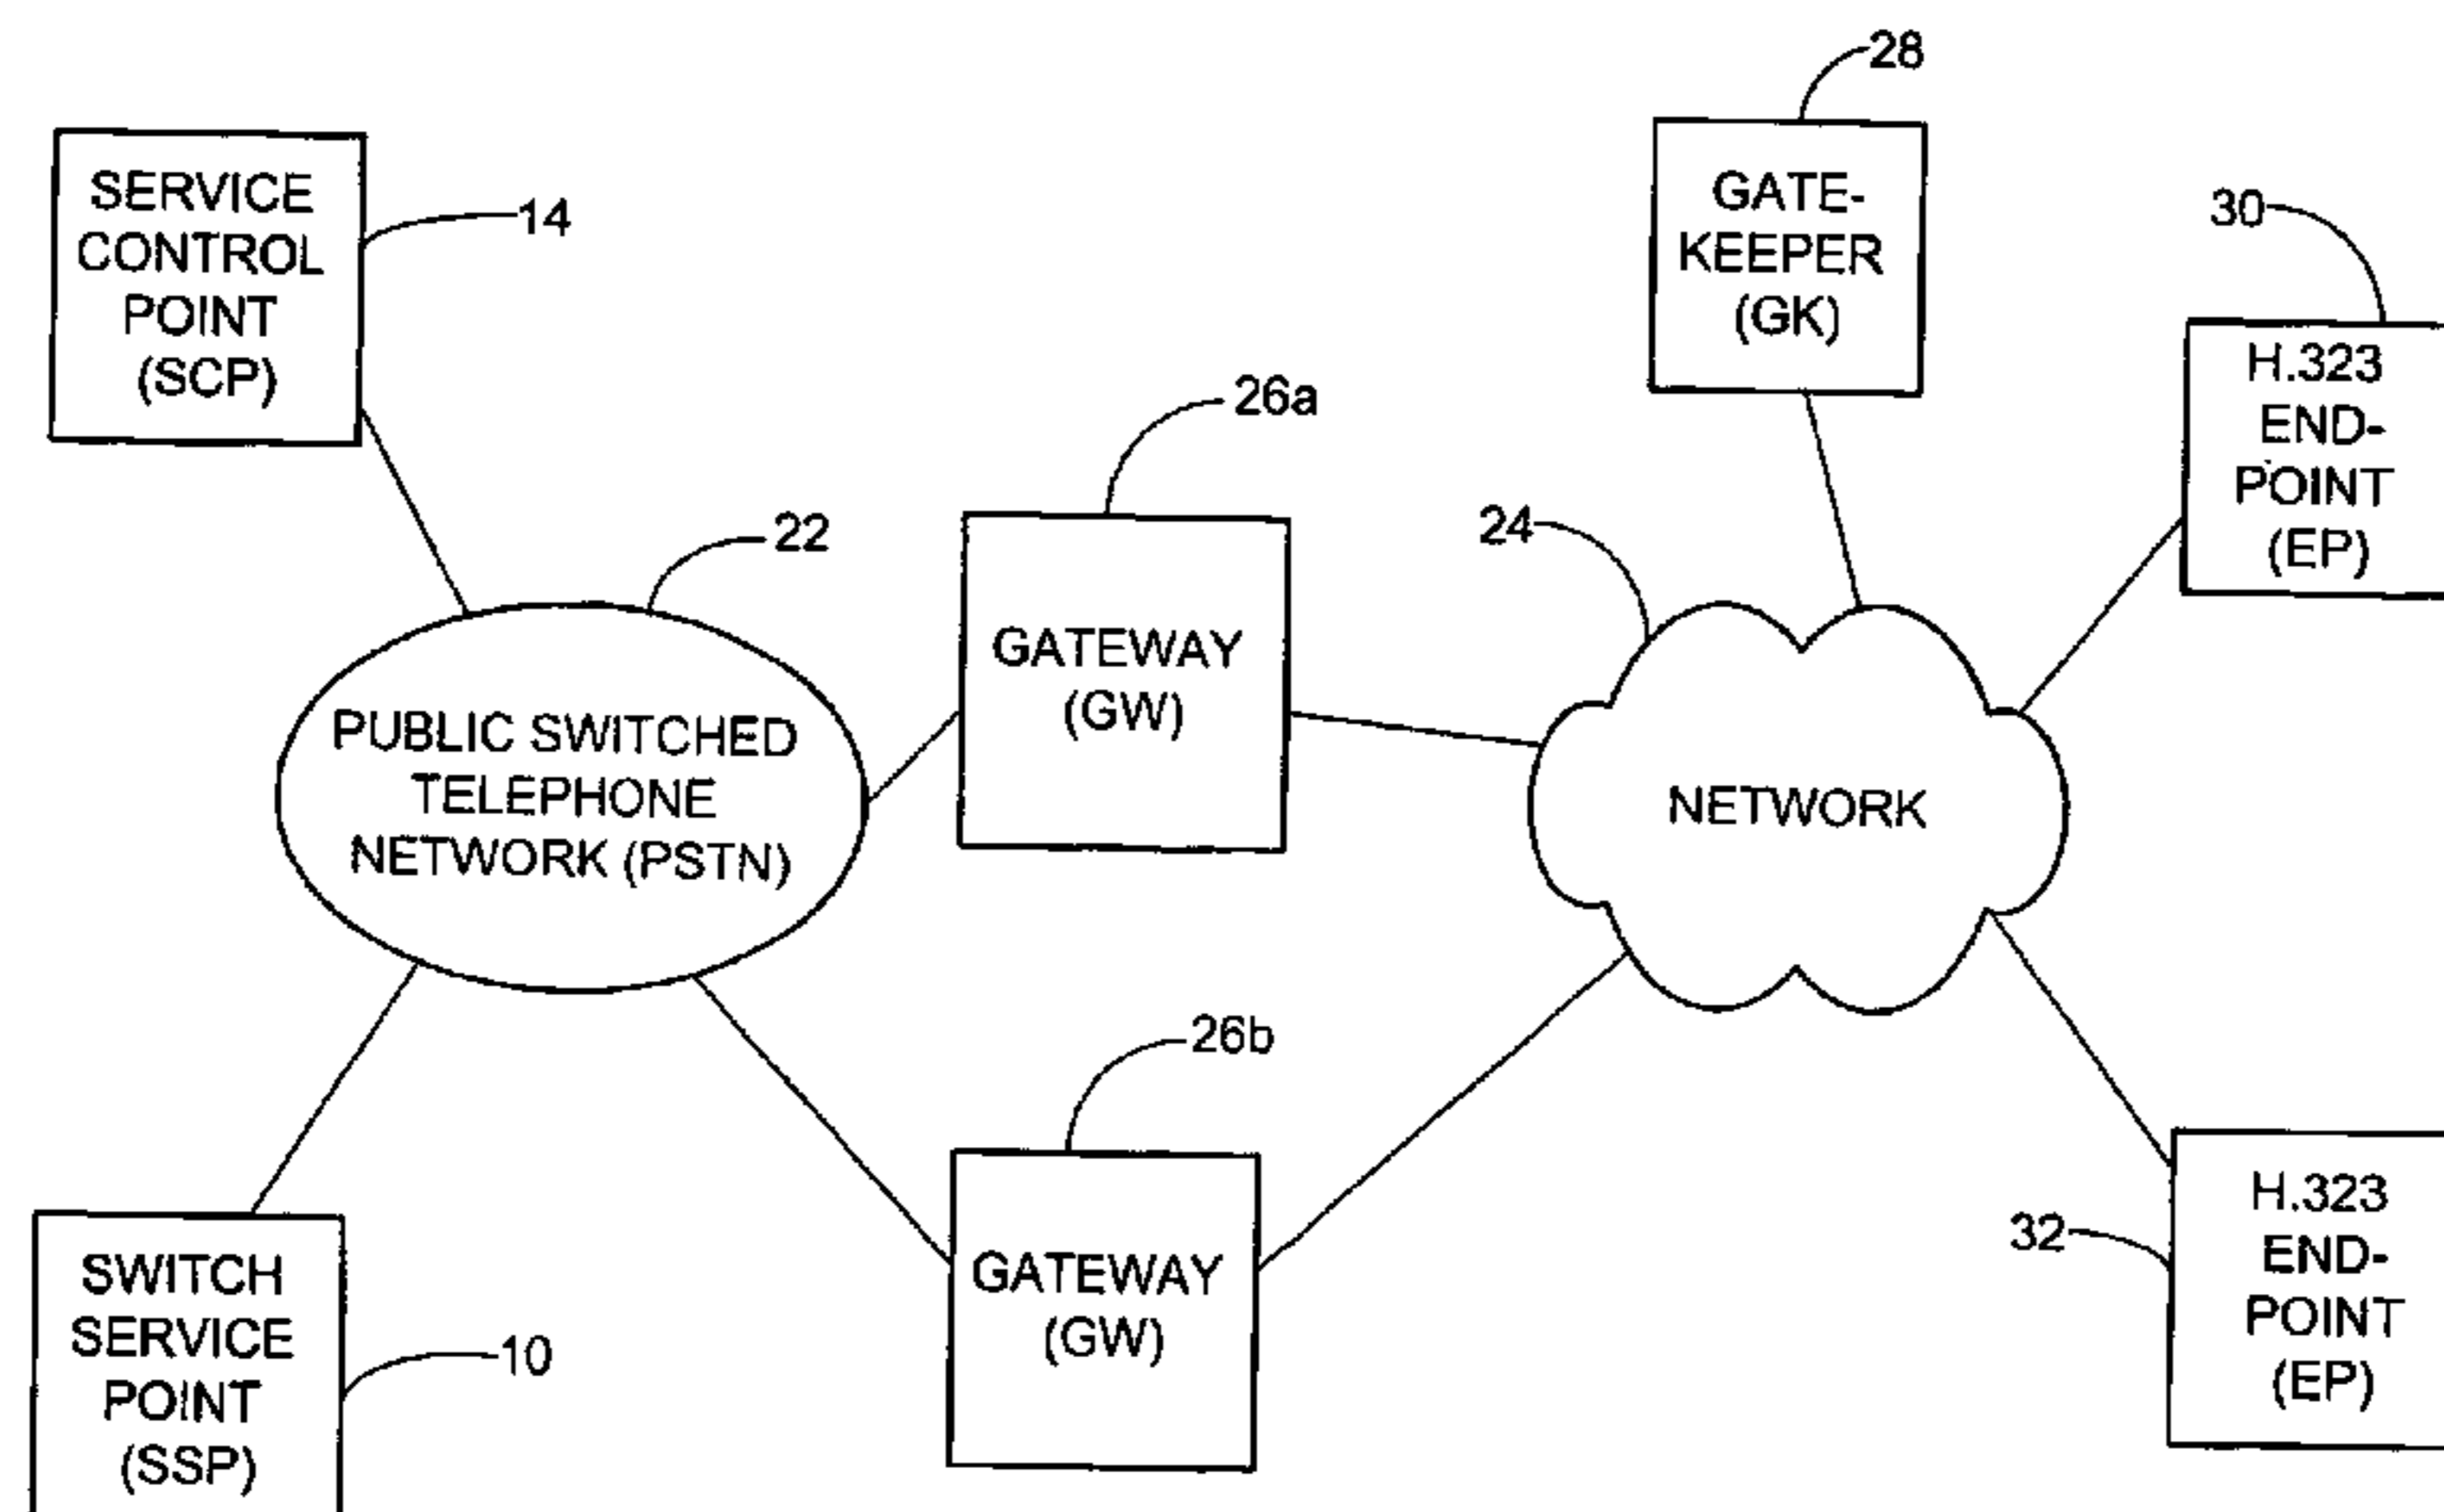 28
SERVICE
CONTROL
POINT
(SCP)
14
GATE-
KEEPER
(GK)
30
H.323
END-
POINT
(EP)
26a
22
24
GATEWAY
(GW)
PUBLIC SWITCHED
TELEPHONE
NETWORK (PSTN)
NETWORK
26b
SWITCH
SERVICE
POINT
(SSP)
10
GATEWAY
(GW)
32
H.323
END-
POINT
(EP)